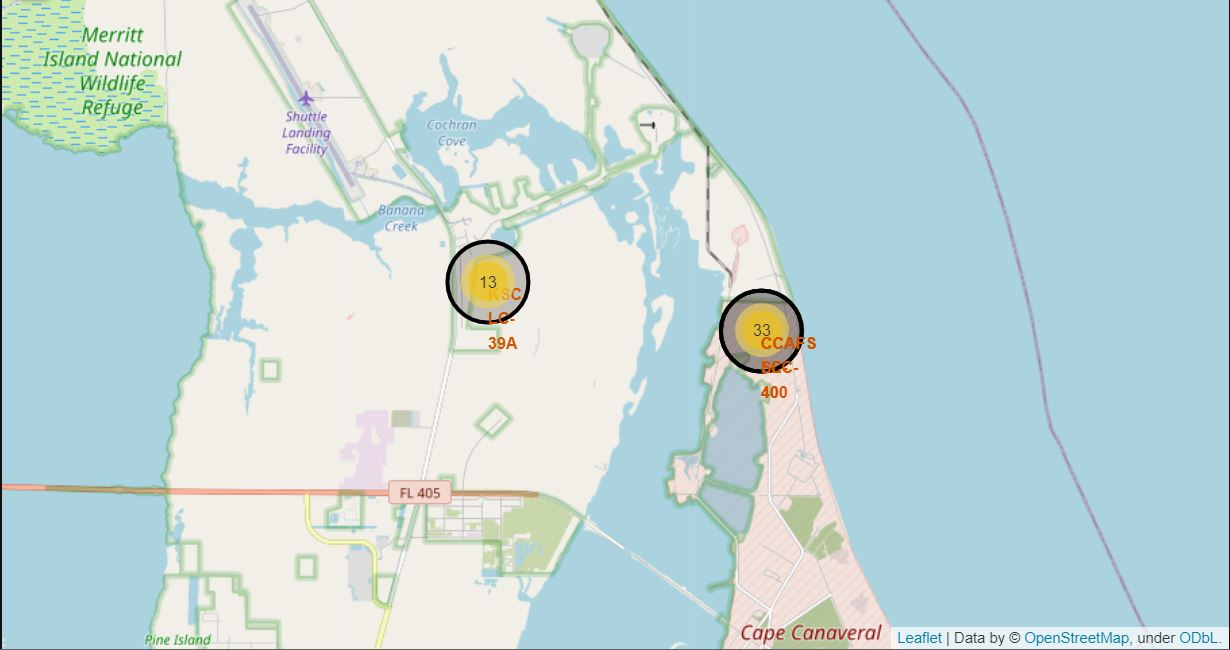 Merritt
Island National
Wildlife
Refuge
Shuttle
Landing
Facility
Cochran
Cove
Banana
Creek
13
KSC
LC-
39A
33
CCAFS
400
FL 405
Pine Island
Cape Canaveral
Leaflet | Data by © OpenStreetMap, under ODbL.